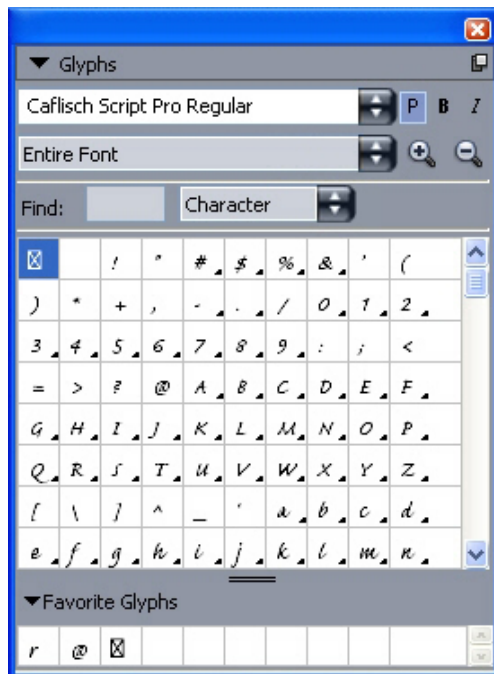 Glyphs
Caflisch Script Pro Regular P B I
Entire Font
Find: Character
! " # $ % & ' (
) * + , - . / 0 1 2
3 4 5 6 7 8 9 : ; <
= > ? @ A B C D E F
G H I J K L M N O P
Q R S T U V W X Y Z
[ \ ] ^ _ ` a b c d
e f g h i j k l m n
Favorite Glyphs
r @